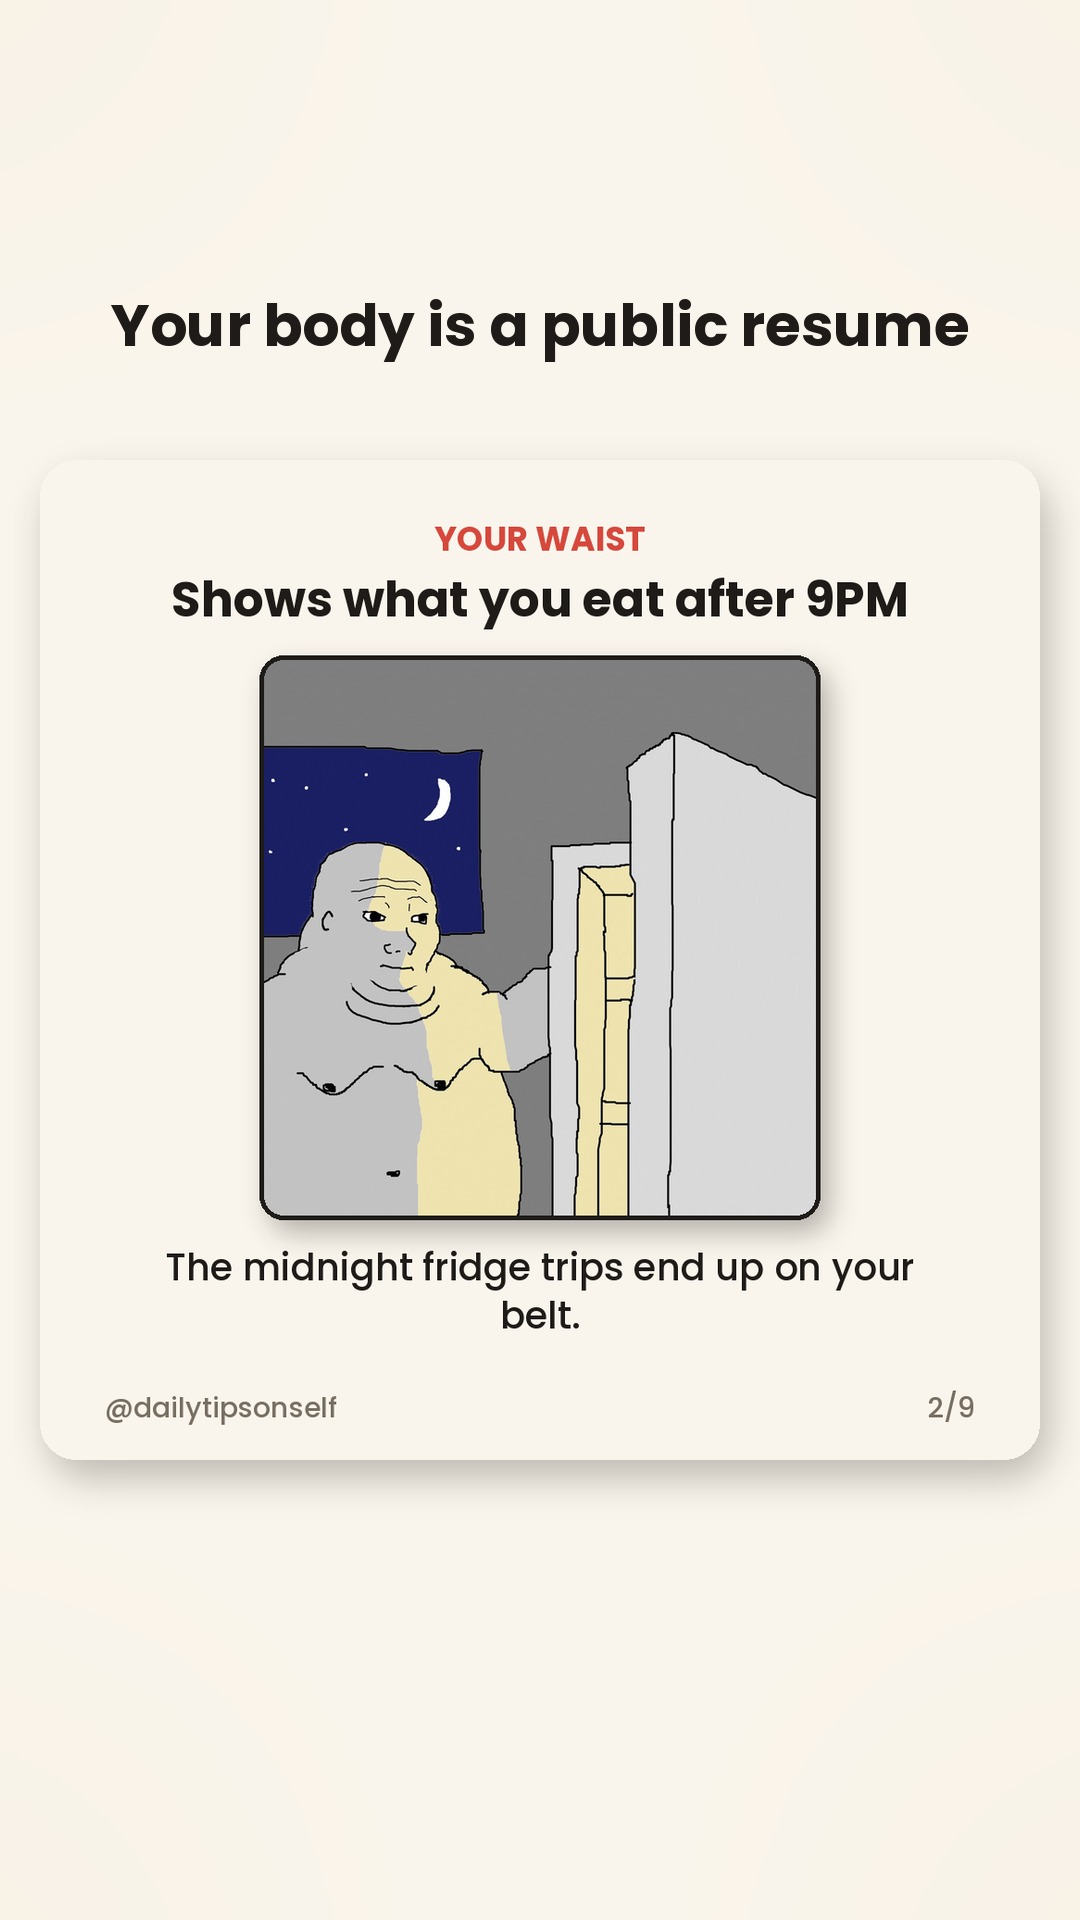 Your body is a public resume
YOUR WAIST
Shows what you eat after 9PM
The midnight fridge trips end up on your
belt.
@dailytipsonself
2/9